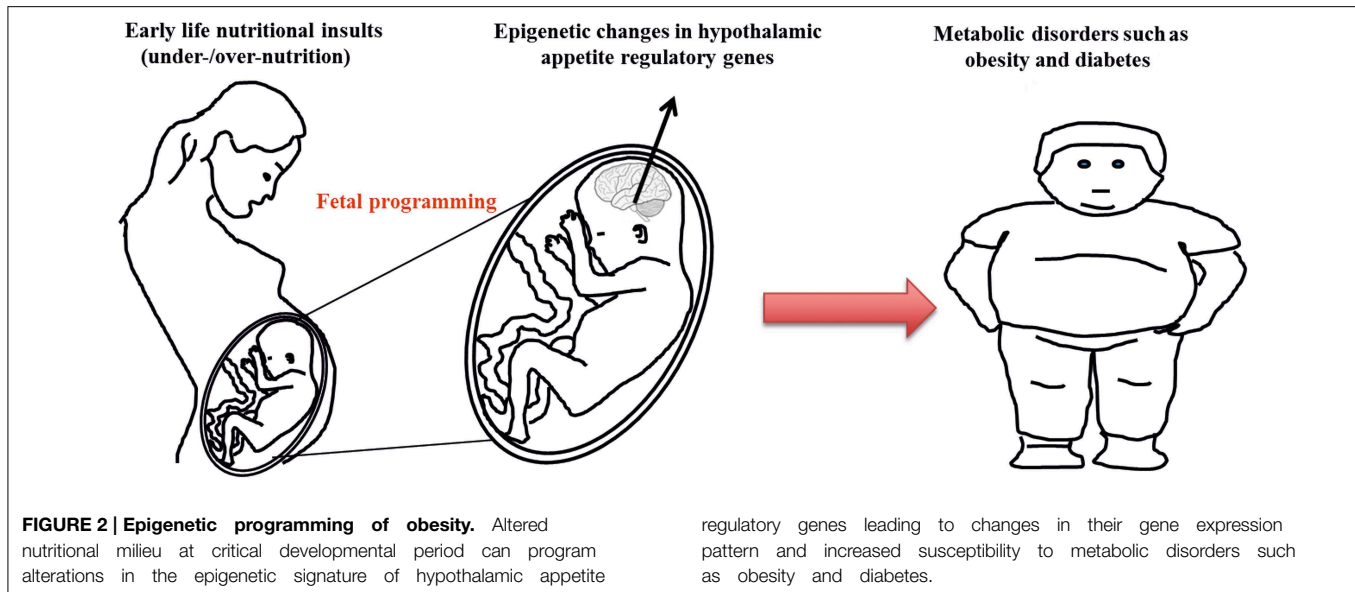 Early life nutritional insults
(under-/over-nutrition)
Epigenetic changes in hypothalamic
appetite regulatory genes
Metabolic disorders such as
obesity and diabetes
Fetal programming
FIGURE 2 | Epigenetic programming of obesity. Altered
nutritional milieu at critical developmental period can program
alterations in the epigenetic signature of hypothalamic appetite
regulatory genes leading to changes in their gene expression
pattern and increased susceptibility to metabolic disorders such
as obesity and diabetes.